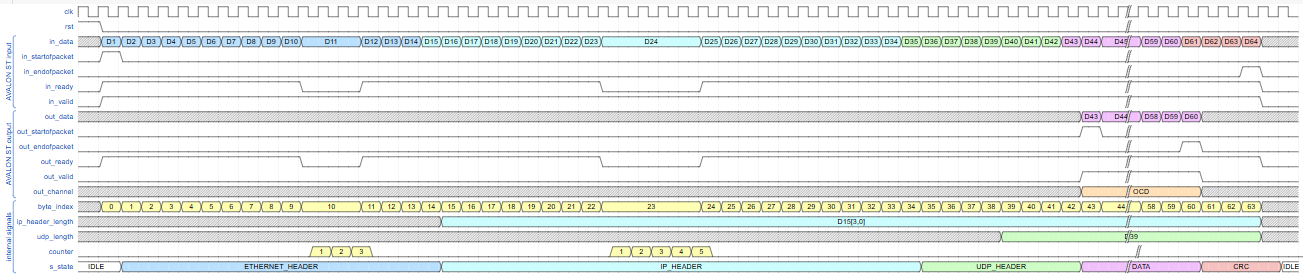 clk
rst
AVALON ST input
in_data D1 D2 D3 D4 D5 D6 D7 D8 D9 D10 D11 D12 D13 D14 D15 D16 D17 D18 D19 D20 D21 D22 D23 D24 D25 D26 D27 D28 D29 D30 D31 D32 D33 D34 D35 D36 D37 D38 D39 D40 D41 D42 D43 D44 D45 D59 D60 D61 D62 D63 D64
in_startofpacket
in_endofpacket
in_ready
in_valid
AVALON ST output
out_data D43 D44 D58 D59 D60
out_startofpacket
out_endofpacket
out_ready
out_valid
out_channel OCD
internal signals
byte_index 0 1 2 3 4 5 6 7 8 9 10 11 12 13 14 15 16 17 18 19 20 21 22 23 24 25 26 27 28 29 30 31 32 33 34 35 36 37 38 39 40 41 42 43 44 58 59 60 61 62 63
ip_header_length D15[3,0]
udp_length D39
counter 1 2 3 1 2 3 4 5
s_state IDLE ETHERNET_HEADER IP_HEADER UDP_HEADER DATA CRC IDLE